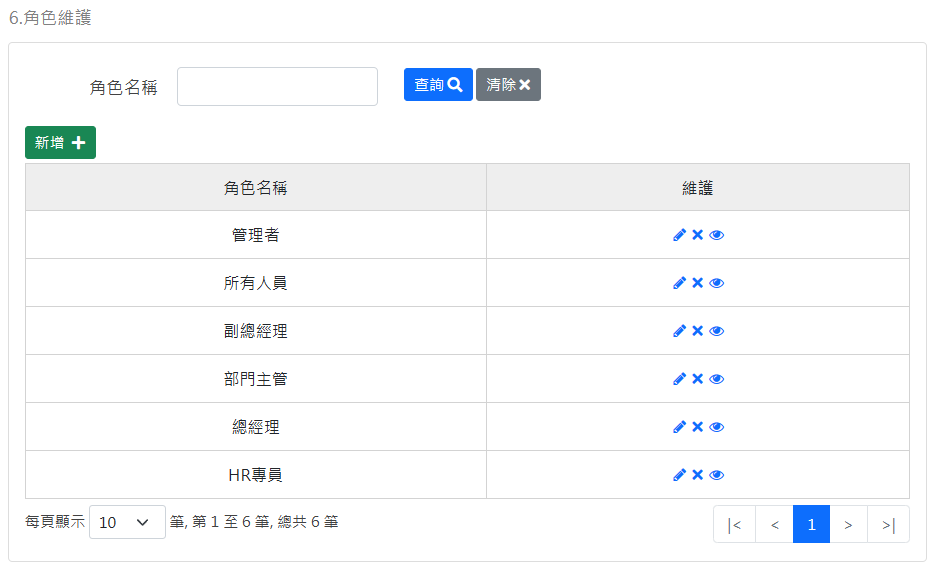 6.角色維護
角色名稱 查詢 清除
新增
角色名稱 維護
管理者
所有人員
副總經理
部門主管
總經理
HR專員
每頁顯示 10 筆, 第 1 至 6 筆, 總共 6 筆 |< < 1 > >|